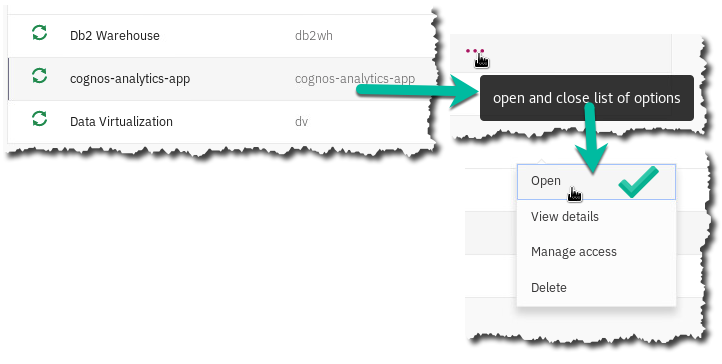 Db2 Warehouse db2wh
cognos-analytics-app cognos-analytics-app
Data Virtualization dv
open and close list of options
Open
View details
Manage access
Delete